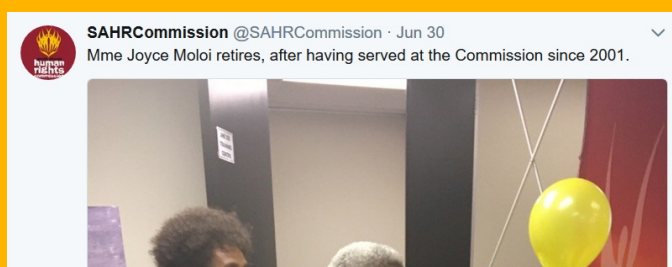 SAHRCommission @SAHRCommission · Jun 30
Mme Joyce Moloi retires, after having served at the Commission since 2001.
human
rights